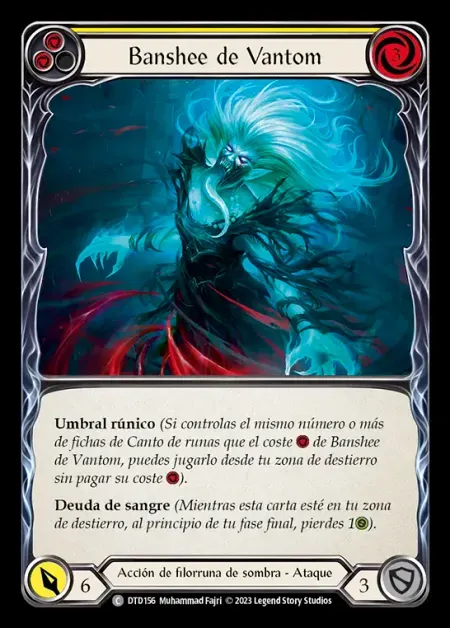 Banshee de Vantom
3
Umbral rúnico (Si controlas el mismo número o más
de fichas de Canto de runas que el coste de Banshee
de Vantom, puedes jugarlo desde tu zona de destierro
sin pagar su coste ).
Deuda de sangre (Mientras esta carta esté en tu zona
de destierro, al principio de tu fase final, pierdes 1 ).
6
Acción de filorruna de sombra - Ataque
3
C DTD156 Muhammad Fajri © 2023 Legend Story Studios